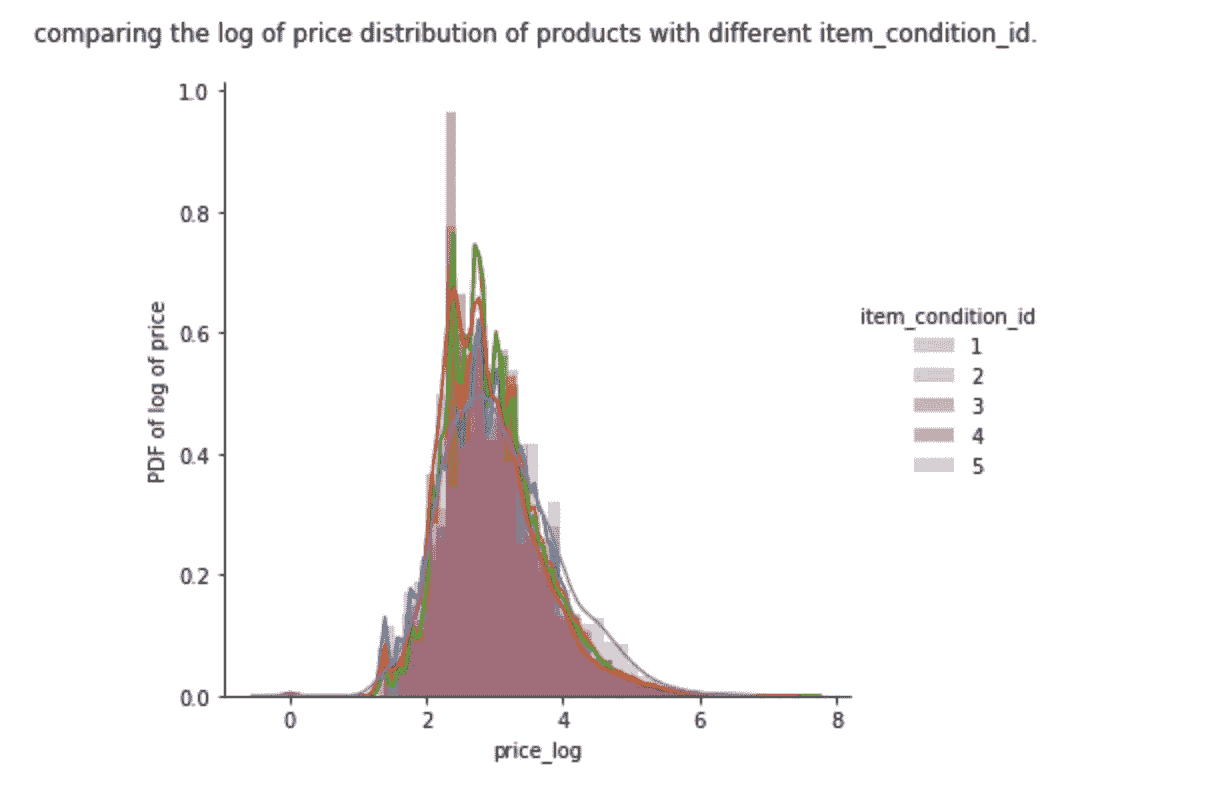 comparing the log of price distribution of products with different item_condition_id.
1.0
0.8
0.6
0.4
0.2
0.0
PDF of log of price
0 2 4 6 8
price_log
item_condition_id
1
2
3
4
5